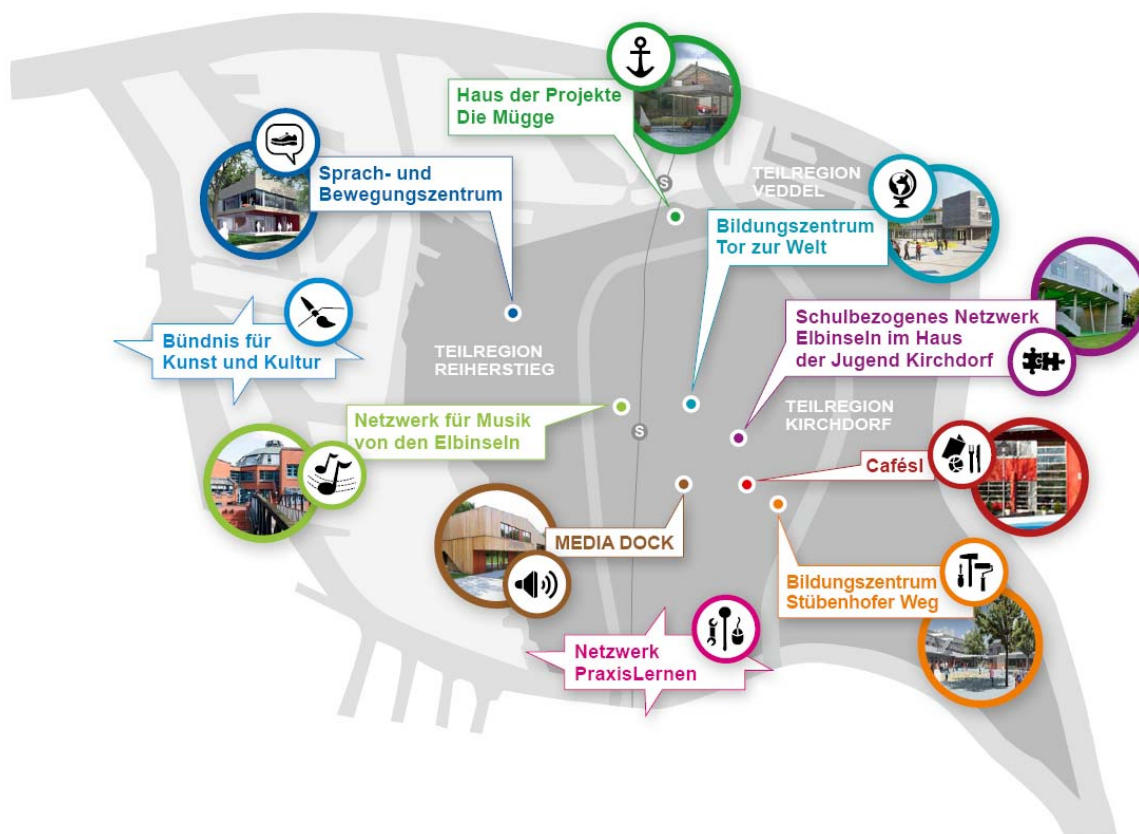 Haus der Projekte
Die Mügge
Sprach- und
Bewegungszentrum
TEILREGION
VEDDEL
S
Bildungszentrum
Tor zur Welt
Schulbezogenes Netzwerk
Elbinseln im Haus
der Jugend Kirchdorf
Bündnis für
Kunst und Kultur
TEILREGION
REIHERSTIEG
TEILREGION
KIRCHDORF
Netzwerk für Musik
von den Elbinseln
S
Cafésl
MEDIA DOCK
Bildungszentrum
Stübenhofer Weg
Netzwerk
PraxisLernen